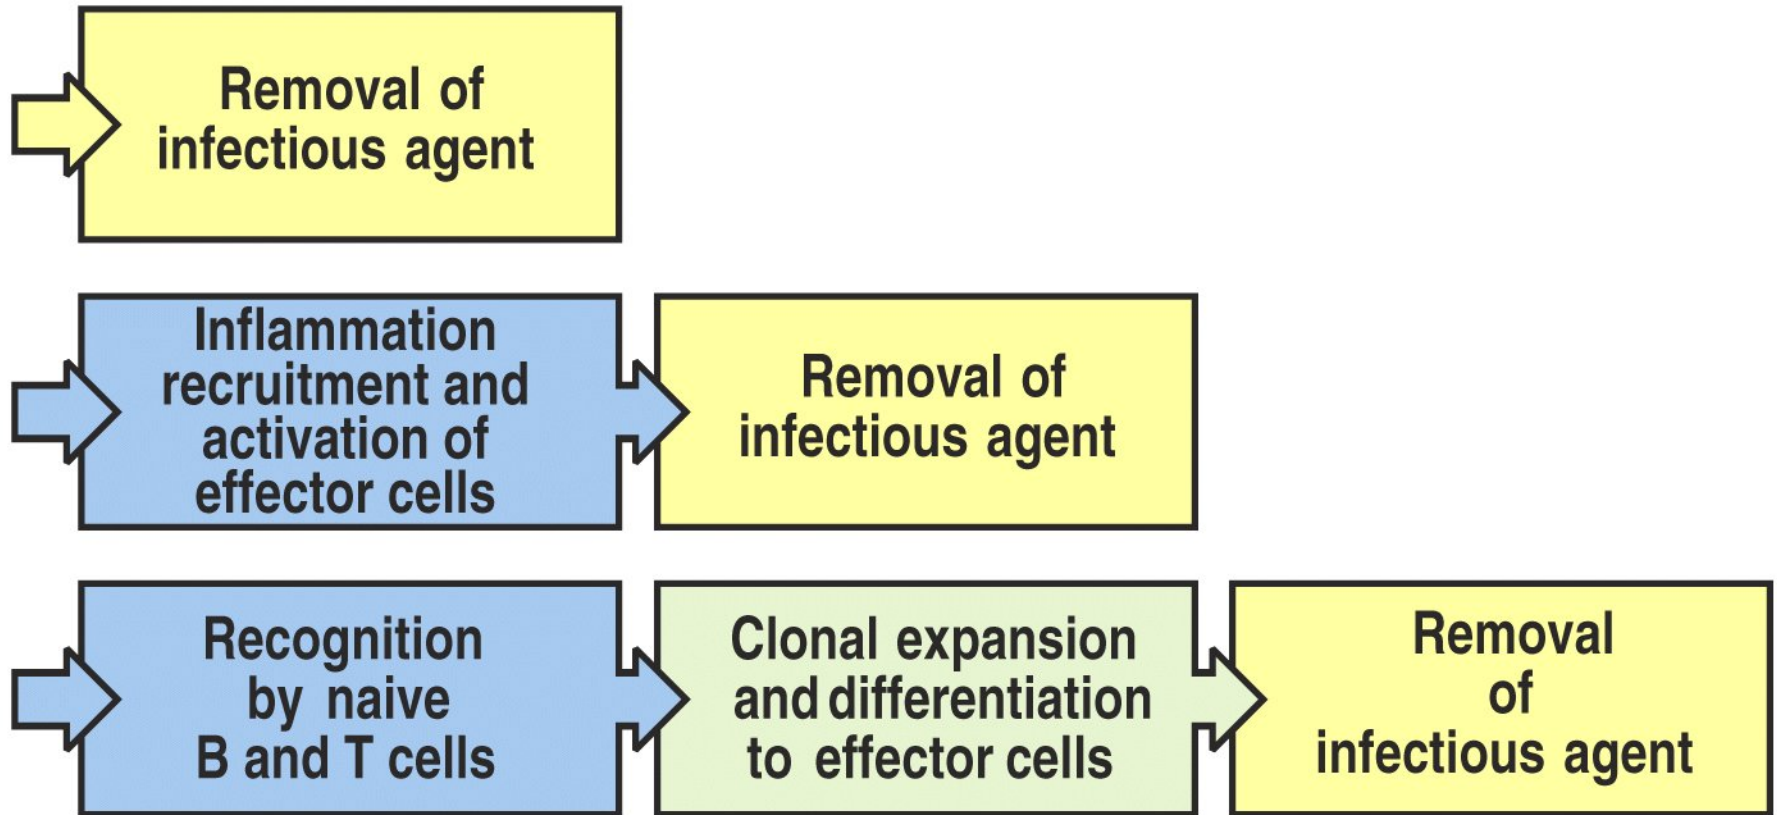 Removal of
infectious agent
Inflammation
recruitment and
activation of
effector cells
Removal of
infectious agent
Recognition
by naive
B and T cells
Clonal expansion
and differentiation
to effector cells
Removal
of
infectious agent